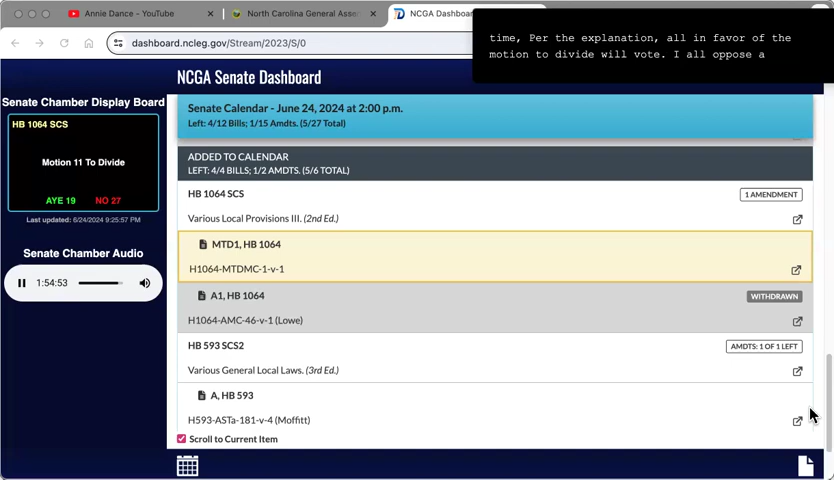 Annie Dance - YouTube
North Carolina General Asse
NCGA Dashboa
time, Per the explanation, all in favor of the
motion to divide will vote. I all oppose a
dashboard.ncleg.gov/Stream/2023/S/0
NCGA Senate Dashboard
Senate Chamber Display Board
HB 1064 SCS
Motion 11 To Divide
AYE 19 NO 27
Last updated: 6/24/2024 9:25:57 PM
Senate Chamber Audio
1:54:53
Senate Calendar - June 24, 2024 at 2:00 p.m.
Left: 4/12 Bills; 1/15 Amdts. (5/27 Total)
ADDED TO CALENDAR
LEFT: 4/4 BILLS; 1/2 AMDTS. (5/6 TOTAL)
HB 1064 SCS
1 AMENDMENT
Various Local Provisions III. (2nd Ed.)
MTD1, HB 1064
H1064-MTDMC-1-v-1
A1, HB 1064
WITHDRAWN
H1064-AMC-46-v-1 (Lowe)
HB 593 SCS2
AMDTS: 1 OF 1 LEFT
Various General Local Laws. (3rd Ed.)
A, HB 593
H593-ASTa-181-v-4 (Moffitt)
Scroll to Current Item